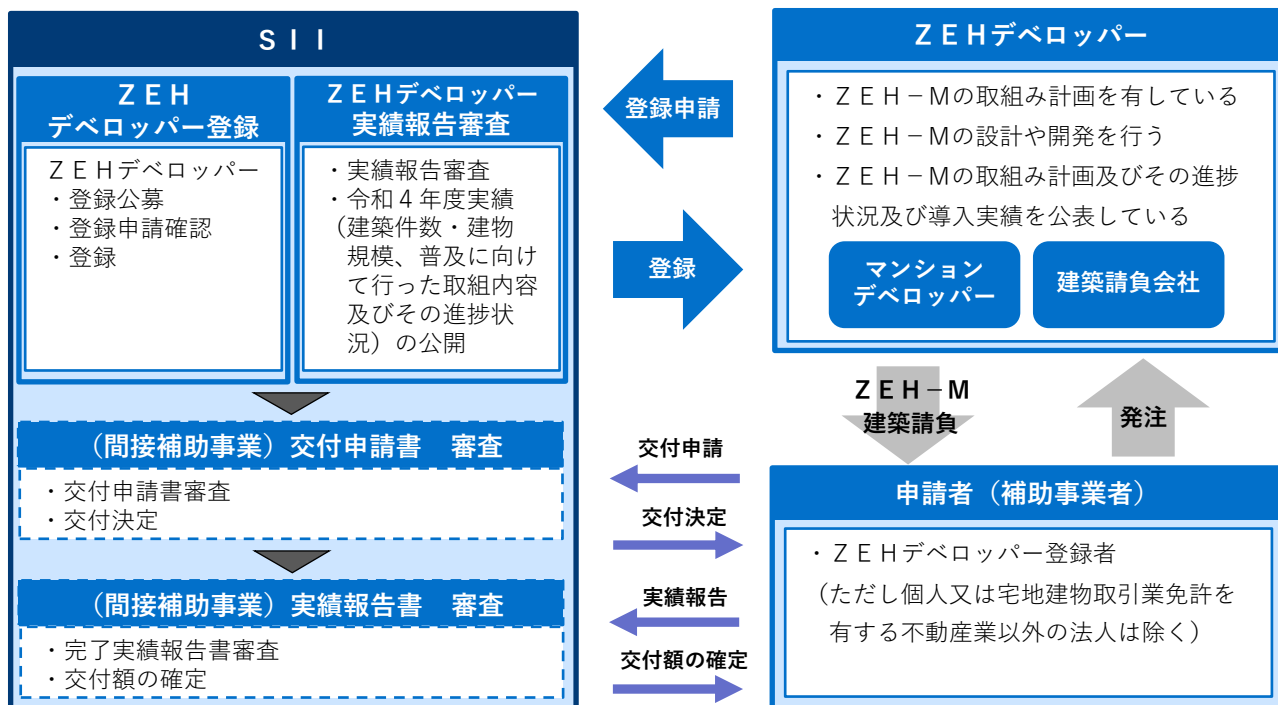 ＳＩＩ
ＺＥＨ
デベロッパー登録
ＺＥＨデベロッパー
・登録公募
・登録申請確認
・登録
ＺＥＨデベロッパー
実績報告審査
・実績報告審査
・令和４年度実績
（建築件数・建物
規模、普及に向け
て行った取組内容
及びその進捗状
況）の公開
（間接補助事業）交付申請書　審査
・交付申請書審査
・交付決定
（間接補助事業）実績報告書　審査
・完了実績報告書審査
・交付額の確定
登録申請
登録
交付申請
交付決定
実績報告
交付額の確定
ＺＥＨデベロッパー
・ＺＥＨ－Ｍの取組み計画を有している
・ＺＥＨ－Ｍの設計や開発を行う
・ＺＥＨ－Ｍの取組み計画及びその進捗
状況及び導入実績を公表している
マンション
デベロッパー
建築請負会社
ＺＥＨ－Ｍ
建築請負
発注
申請者（補助事業者）
・ＺＥＨデベロッパー登録者
（ただし個人又は宅地建物取引業免許を
有する不動産業以外の法人は除く）